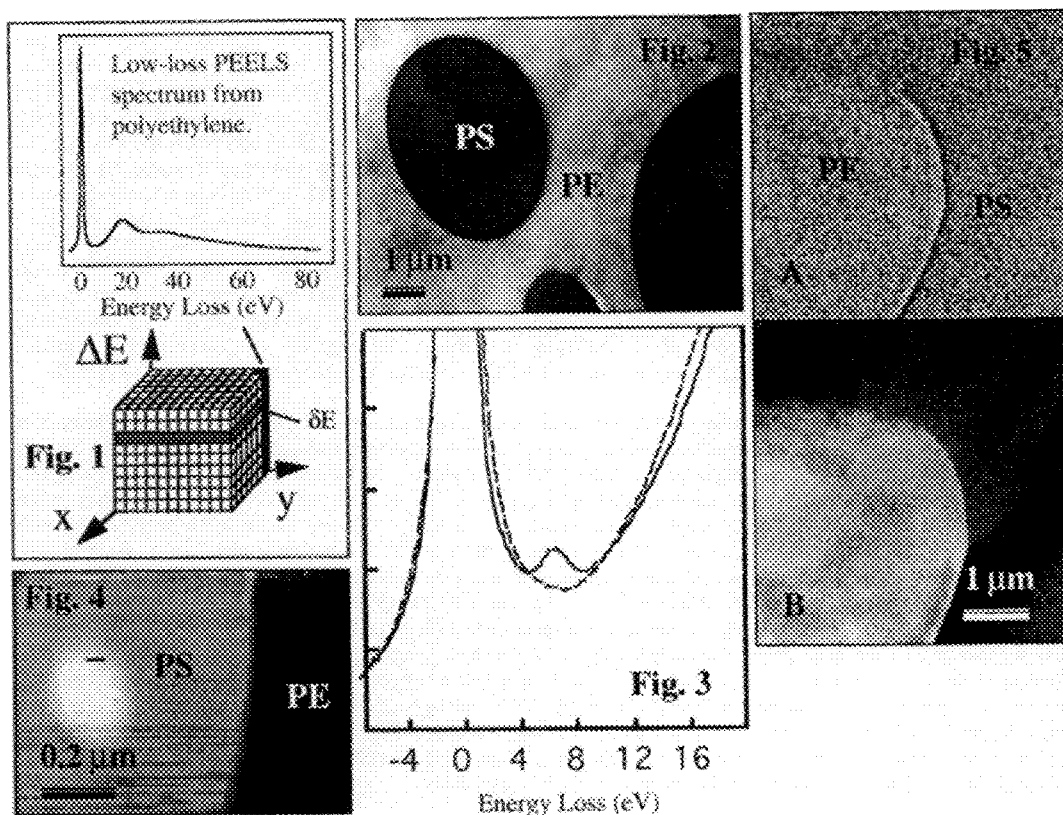 Low-loss PEELS
spectrum from
polyethylene.
0 20 40 60 80
Energy Loss (eV)
ΔE
δE
Fig. 1
x
y
Fig. 2
PS
PE
1μm
Fig. 5
PE
PS
A
B
1 μm
Fig. 3
-4 0 4 8 12 16
Energy Loss (eV)
Fig. 4
PS
PE
0.2 μm